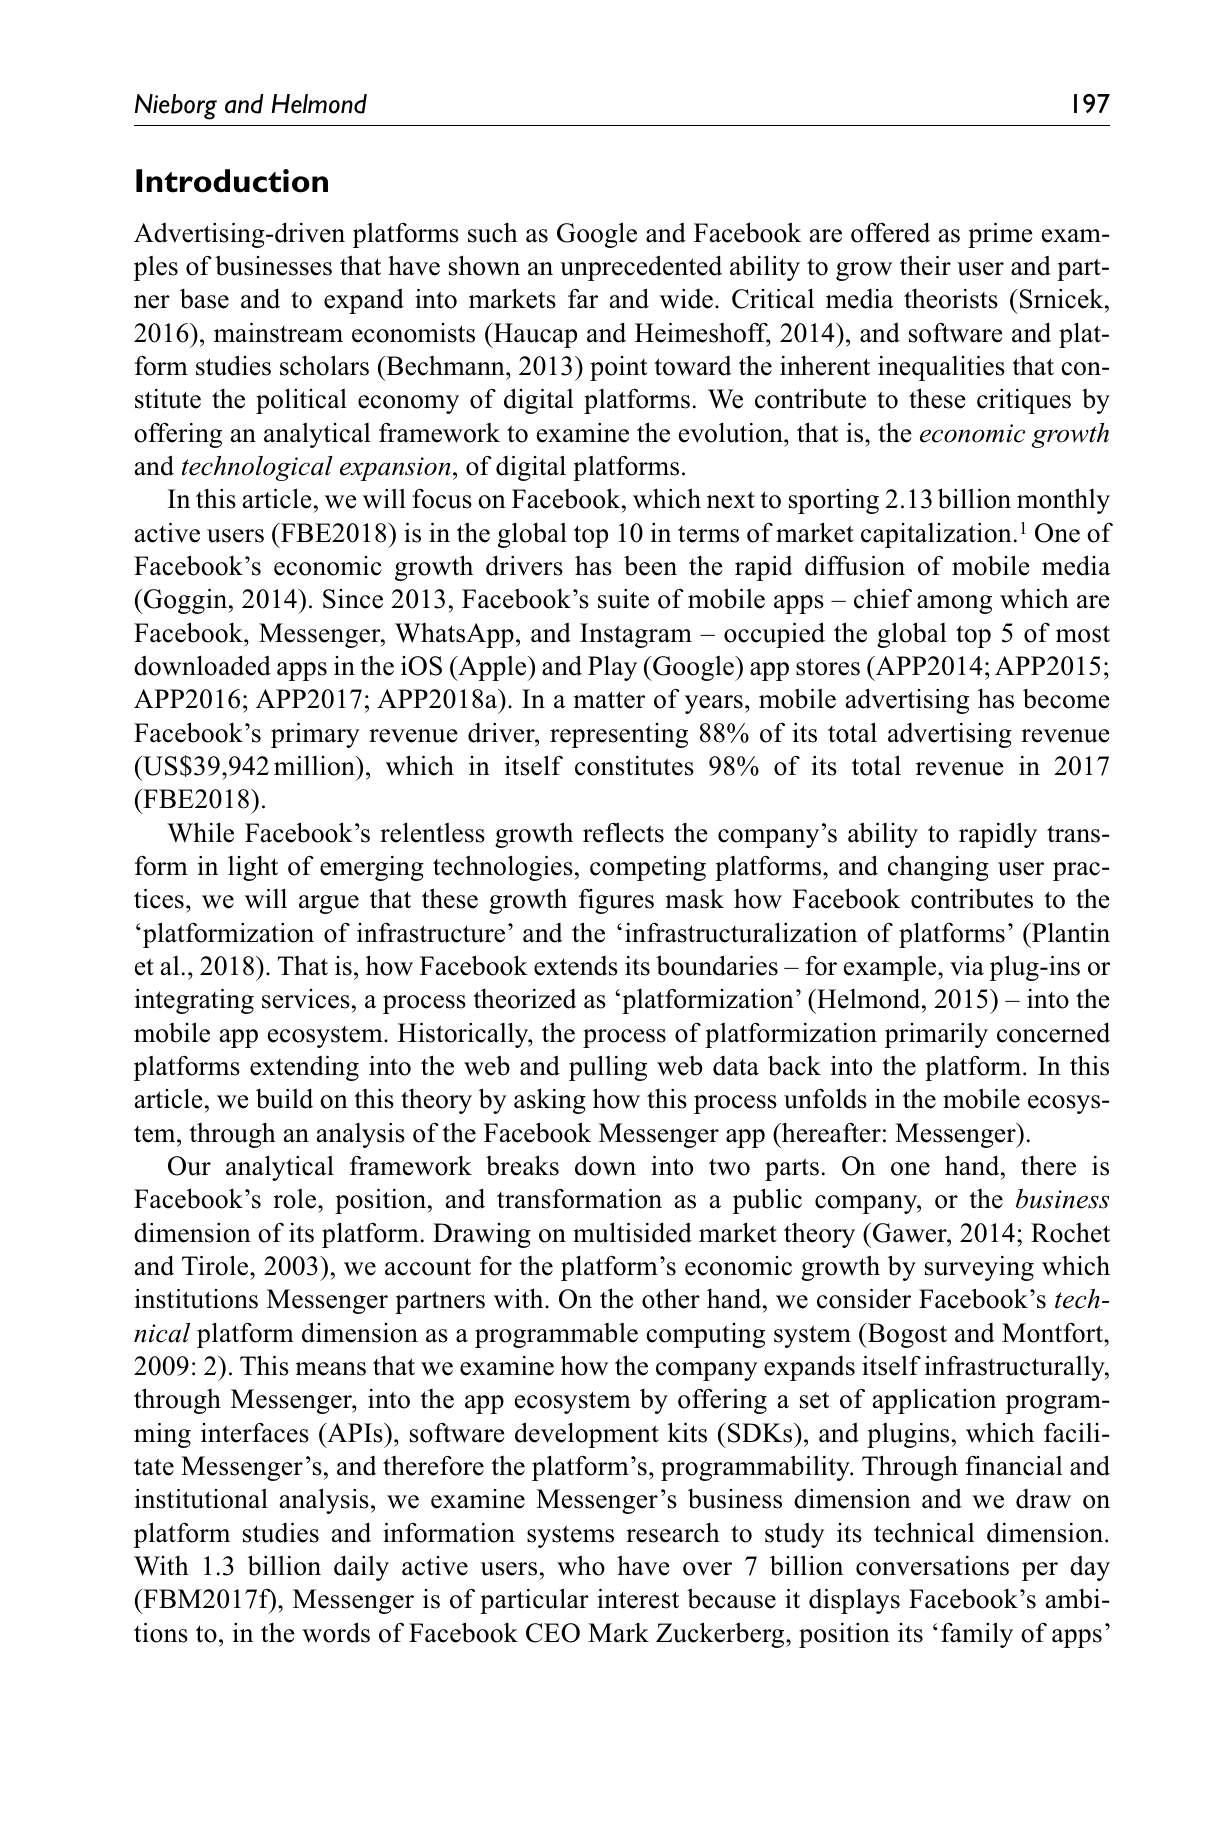 Nieborg and Helmond 197
Introduction
Advertising-driven platforms such as Google and Facebook are offered as prime exam-
ples of businesses that have shown an unprecedented ability to grow their user and part-
ner base and to expand into markets far and wide. Critical media theorists (Srnicek,
2016), mainstream economists (Haucap and Heimeshoff, 2014), and software and plat-
form studies scholars (Bechmann, 2013) point toward the inherent inequalities that con-
stitute the political economy of digital platforms. We contribute to these critiques by
offering an analytical framework to examine the evolution, that is, the economic growth
and technological expansion, of digital platforms.
In this article, we will focus on Facebook, which next to sporting 2.13 billion monthly
active users (FBE2018) is in the global top 10 in terms of market capitalization.¹ One of
Facebook’s economic growth drivers has been the rapid diffusion of mobile media
(Goggin, 2014). Since 2013, Facebook’s suite of mobile apps – chief among which are
Facebook, Messenger, WhatsApp, and Instagram – occupied the global top 5 of most
downloaded apps in the iOS (Apple) and Play (Google) app stores (APP2014; APP2015;
APP2016; APP2017; APP2018a). In a matter of years, mobile advertising has become
Facebook’s primary revenue driver, representing 88% of its total advertising revenue
(US$39,942 million), which in itself constitutes 98% of its total revenue in 2017
(FBE2018).
While Facebook’s relentless growth reflects the company’s ability to rapidly trans-
form in light of emerging technologies, competing platforms, and changing user prac-
tices, we will argue that these growth figures mask how Facebook contributes to the
‘platformization of infrastructure’ and the ‘infrastructuralization of platforms’ (Plantin
et al., 2018). That is, how Facebook extends its boundaries – for example, via plug-ins or
integrating services, a process theorized as ‘platformization’ (Helmond, 2015) – into the
mobile app ecosystem. Historically, the process of platformization primarily concerned
platforms extending into the web and pulling web data back into the platform. In this
article, we build on this theory by asking how this process unfolds in the mobile ecosys-
tem, through an analysis of the Facebook Messenger app (hereafter: Messenger).
Our analytical framework breaks down into two parts. On one hand, there is
Facebook’s role, position, and transformation as a public company, or the business
dimension of its platform. Drawing on multisided market theory (Gawer, 2014; Rochet
and Tirole, 2003), we account for the platform’s economic growth by surveying which
institutions Messenger partners with. On the other hand, we consider Facebook’s tech-
nical platform dimension as a programmable computing system (Bogost and Montfort,
2009: 2). This means that we examine how the company expands itself infrastructurally,
through Messenger, into the app ecosystem by offering a set of application program-
ming interfaces (APIs), software development kits (SDKs), and plugins, which facili-
tate Messenger’s, and therefore the platform’s, programmability. Through financial and
institutional analysis, we examine Messenger’s business dimension and we draw on
platform studies and information systems research to study its technical dimension.
With 1.3 billion daily active users, who have over 7 billion conversations per day
(FBM2017f), Messenger is of particular interest because it displays Facebook’s ambi-
tions to, in the words of Facebook CEO Mark Zuckerberg, position its ‘family of apps’